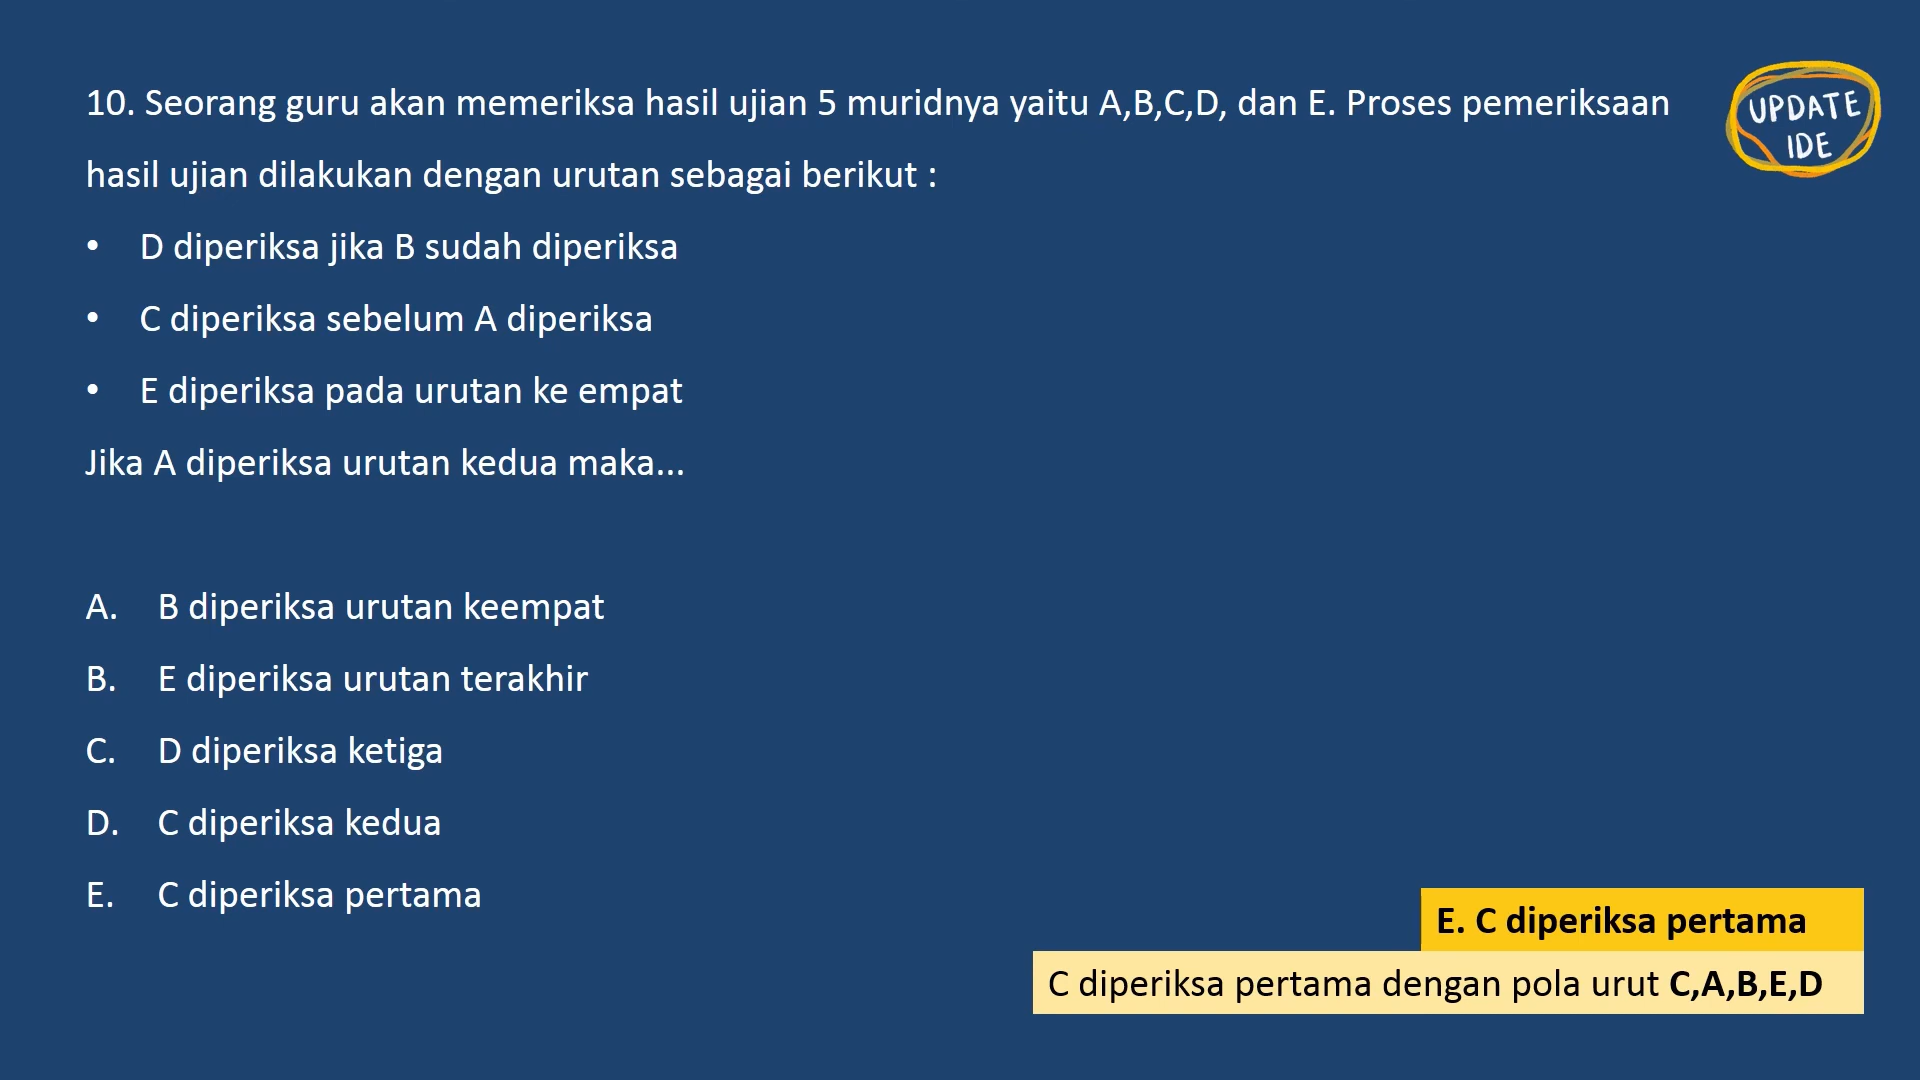 10. Seorang guru akan memeriksa hasil ujian 5 muridnya yaitu A,B,C,D, dan E. Proses pemeriksaan
hasil ujian dilakukan dengan urutan sebagai berikut :
• D diperiksa jika B sudah diperiksa
• C diperiksa sebelum A diperiksa
• E diperiksa pada urutan ke empat
Jika A diperiksa urutan kedua maka...
A. B diperiksa urutan keempat
B. E diperiksa urutan terakhir
C. D diperiksa ketiga
D. C diperiksa kedua
E. C diperiksa pertama
UPDATE
IDE
E. C diperiksa pertama
C diperiksa pertama dengan pola urut C,A,B,E,D